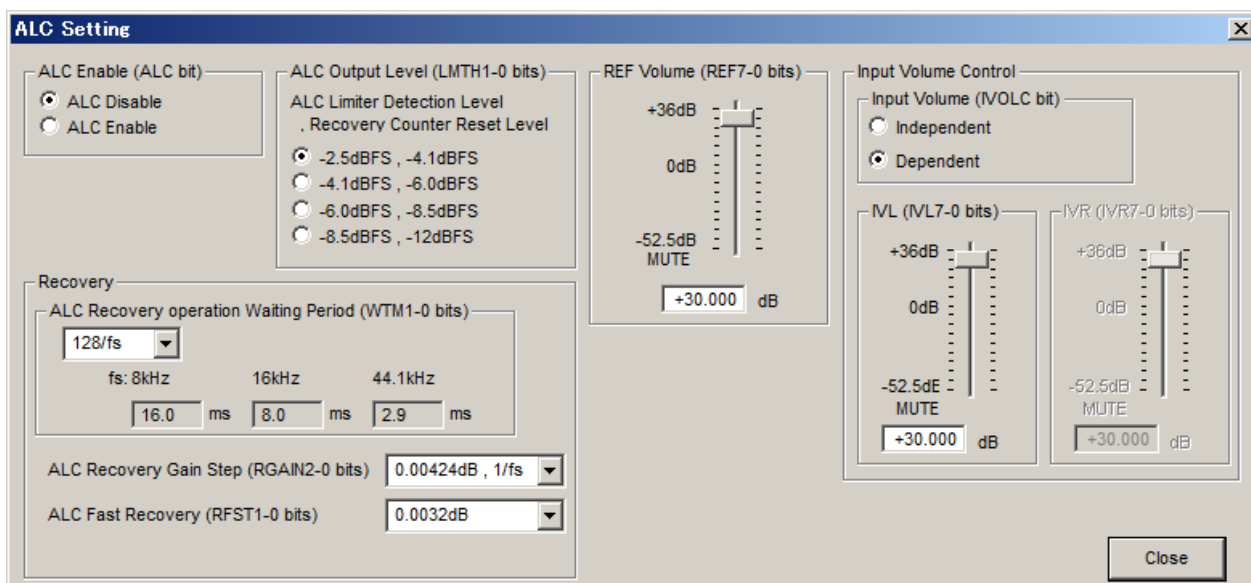 ALC Setting
ALC Enable (ALC bit)
ALC Disable
ALC Enable
ALC Output Level (LMTH1-0 bits)
ALC Limiter Detection Level
, Recovery Counter Reset Level
-2.5dBFS , -4.1dBFS
-4.1dBFS , -6.0dBFS
-6.0dBFS , -8.5dBFS
-8.5dBFS , -12dBFS
REF Volume (REF7-0 bits)
+36dB
0dB
-52.5dB
MUTE
+30.000 dB
Input Volume Control
Input Volume (IVOLC bit)
Independent
Dependent
IVL (IVL7-0 bits)
+36dB
0dB
-52.5dE
MUTE
+30.000 dB
IVR (IVR7-0 bits)
+36dB
0dB
-52.5dB
MUTE
+30.000 dB
Recovery
ALC Recovery operation Waiting Period (WTM1-0 bits)
128/fs
fs: 8kHz 16kHz 44.1kHz
16.0 ms 8.0 ms 2.9 ms
ALC Recovery Gain Step (RGAIN2-0 bits) 0.00424dB , 1/fs
ALC Fast Recovery (RFST1-0 bits) 0.0032dB
Close